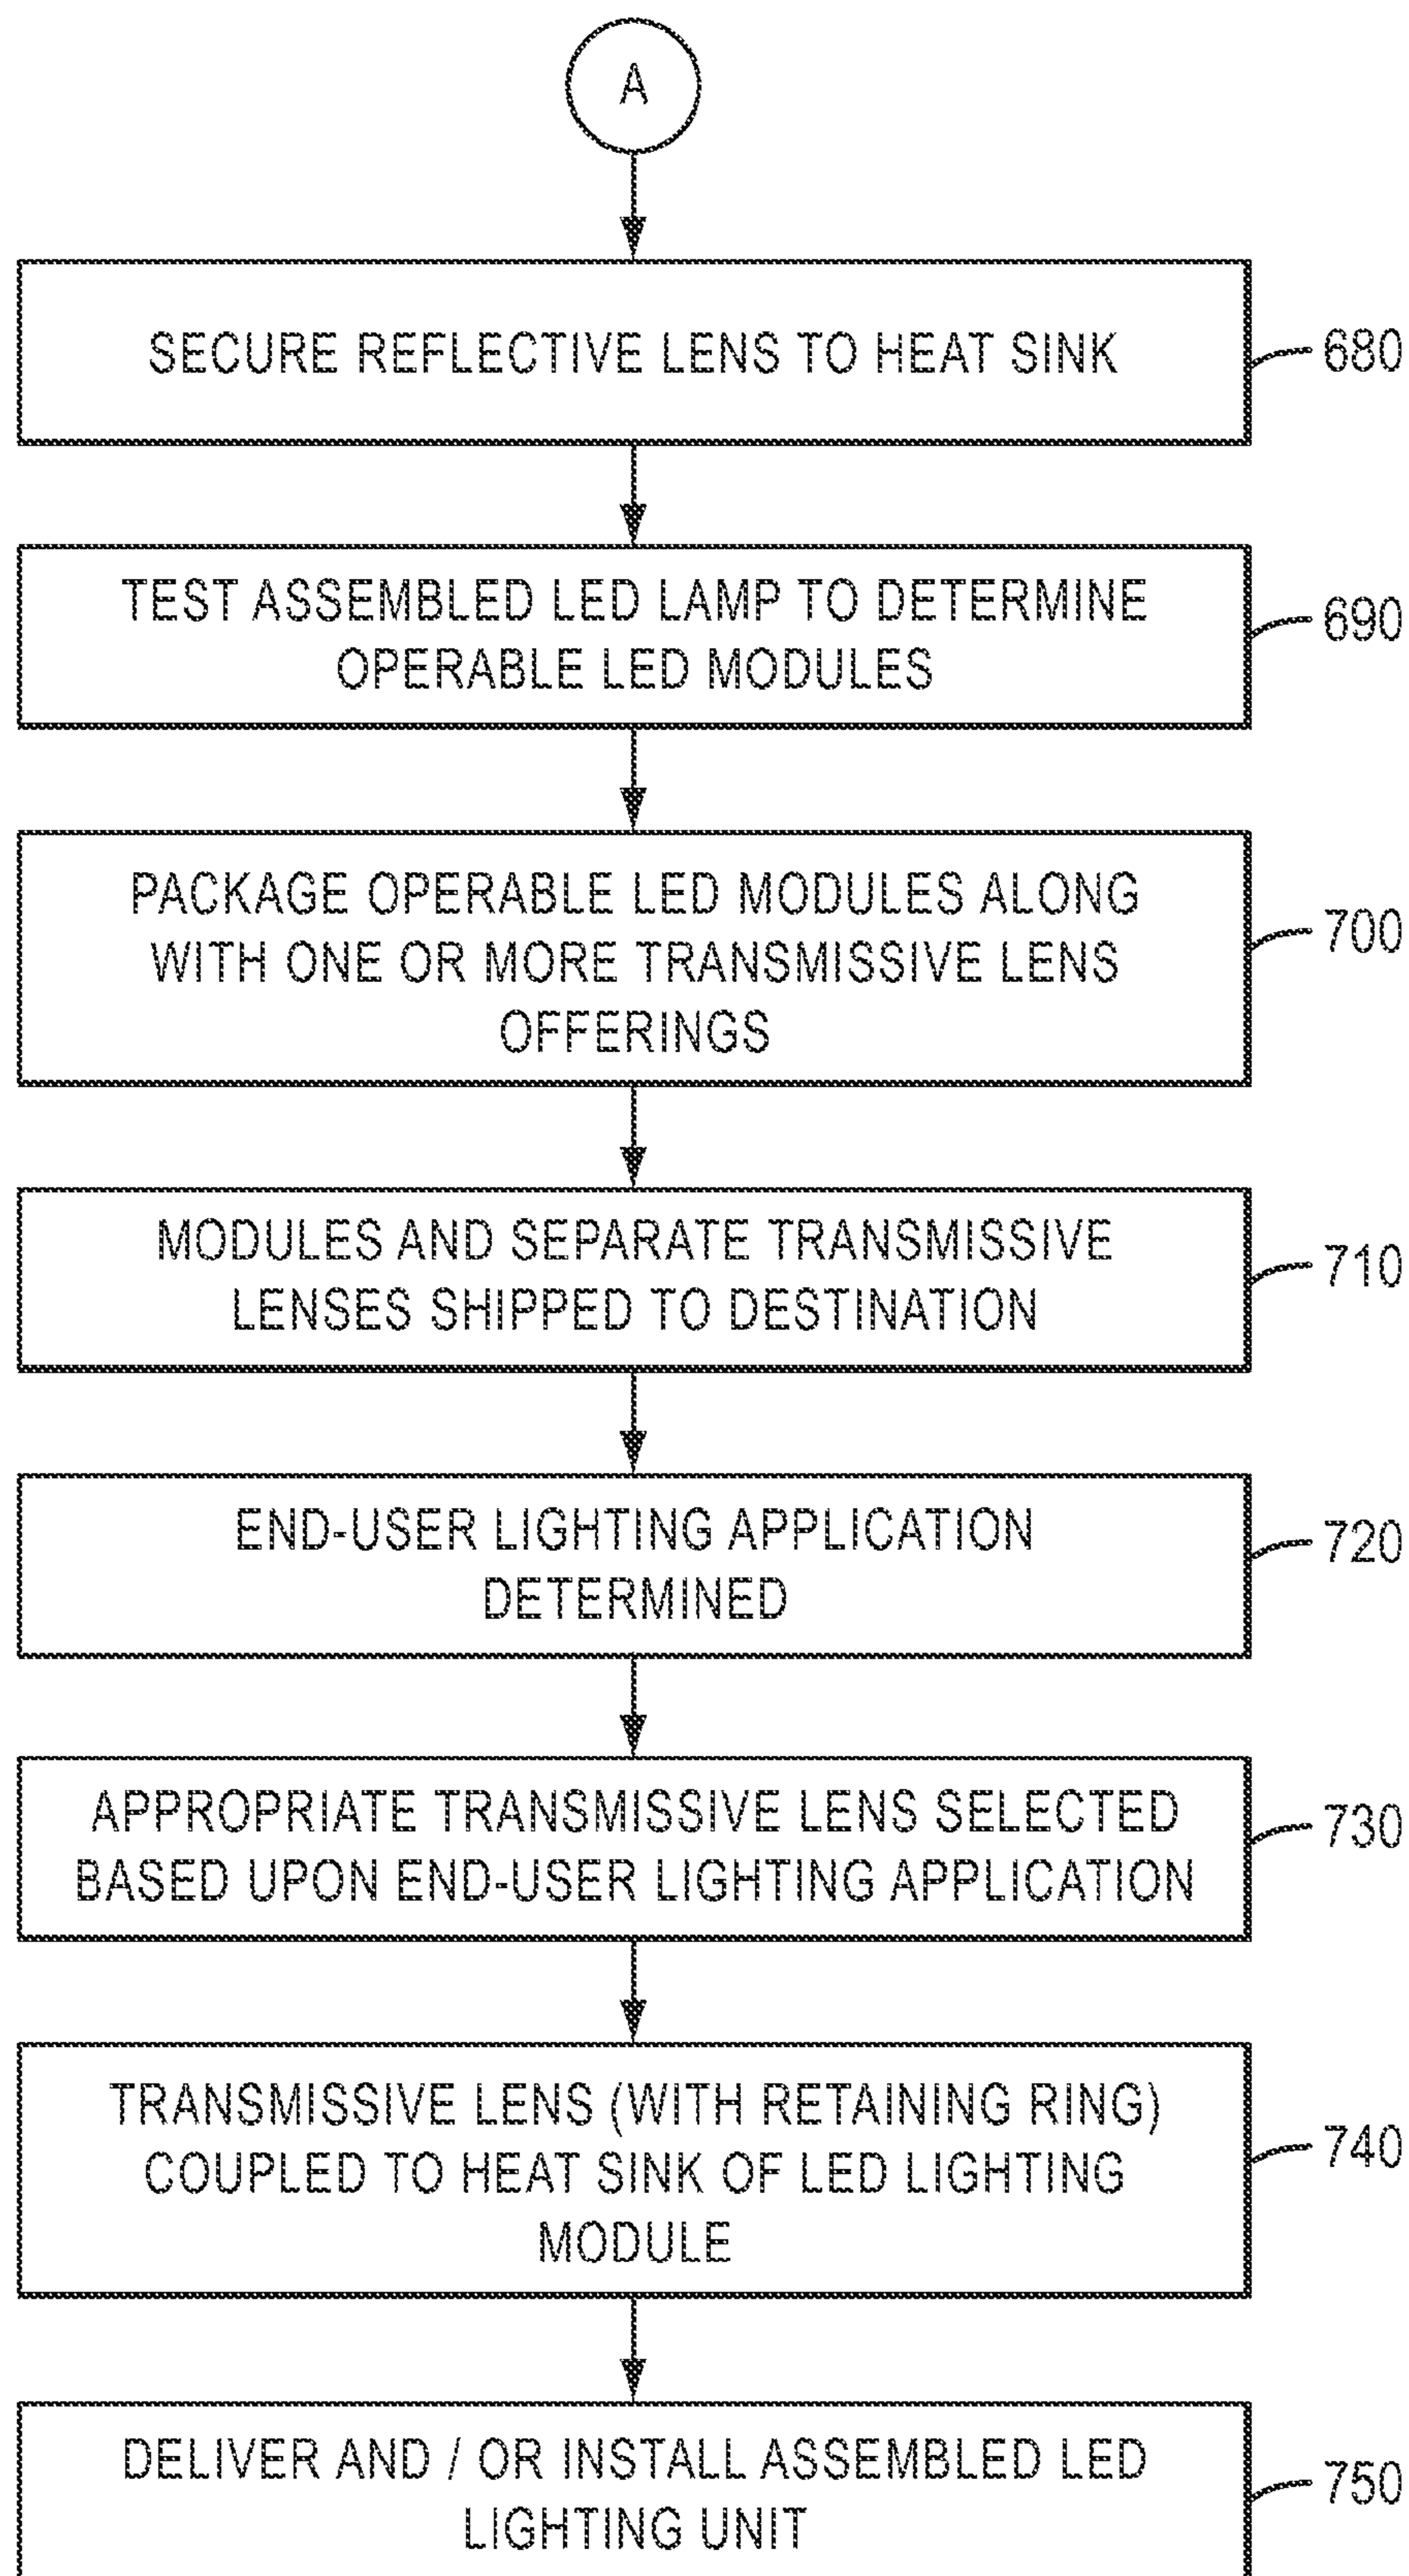 A
SECURE REFLECTIVE LENS TO HEAT SINK
680
TEST ASSEMBLED LED LAMP TO DETERMINE
OPERABLE LED MODULES
690
PACKAGE OPERABLE LED MODULES ALONG
WITH ONE OR MORE TRANSMISSIVE LENS
OFFERINGS
700
MODULES AND SEPARATE TRANSMISSIVE
LENSES SHIPPED TO DESTINATION
710
END-USER LIGHTING APPLICATION
DETERMINED
720
APPROPRIATE TRANSMISSIVE LENS SELECTED
BASED UPON END-USER LIGHTING APPLICATION
730
TRANSMISSIVE LENS (WITH RETAINING RING)
COUPLED TO HEAT SINK OF LED LIGHTING
MODULE
740
DELIVER AND / OR INSTALL ASSEMBLED LED
LIGHTING UNIT
750